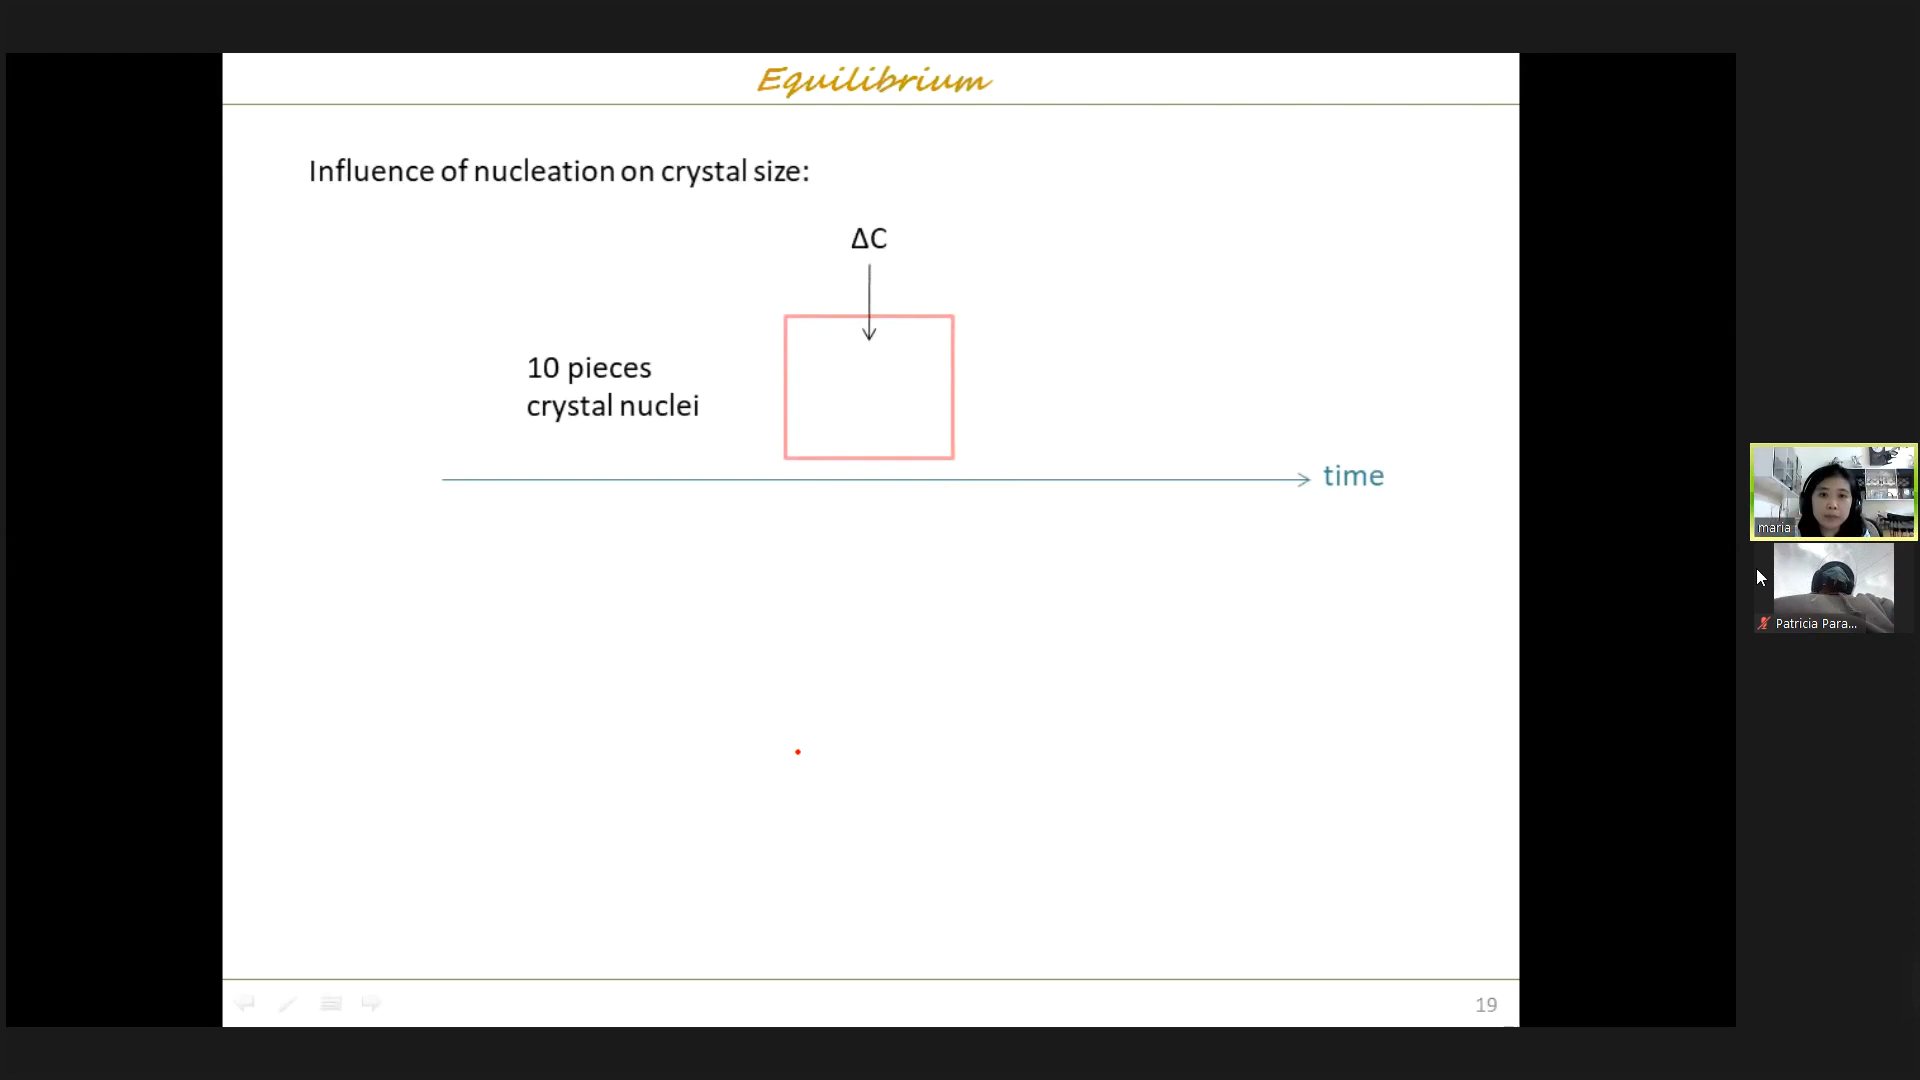 Equilibrium
Influence of nucleation on crystal size:
ΔC
10 pieces
crystal nuclei
time
maria
Patricia Para...
19